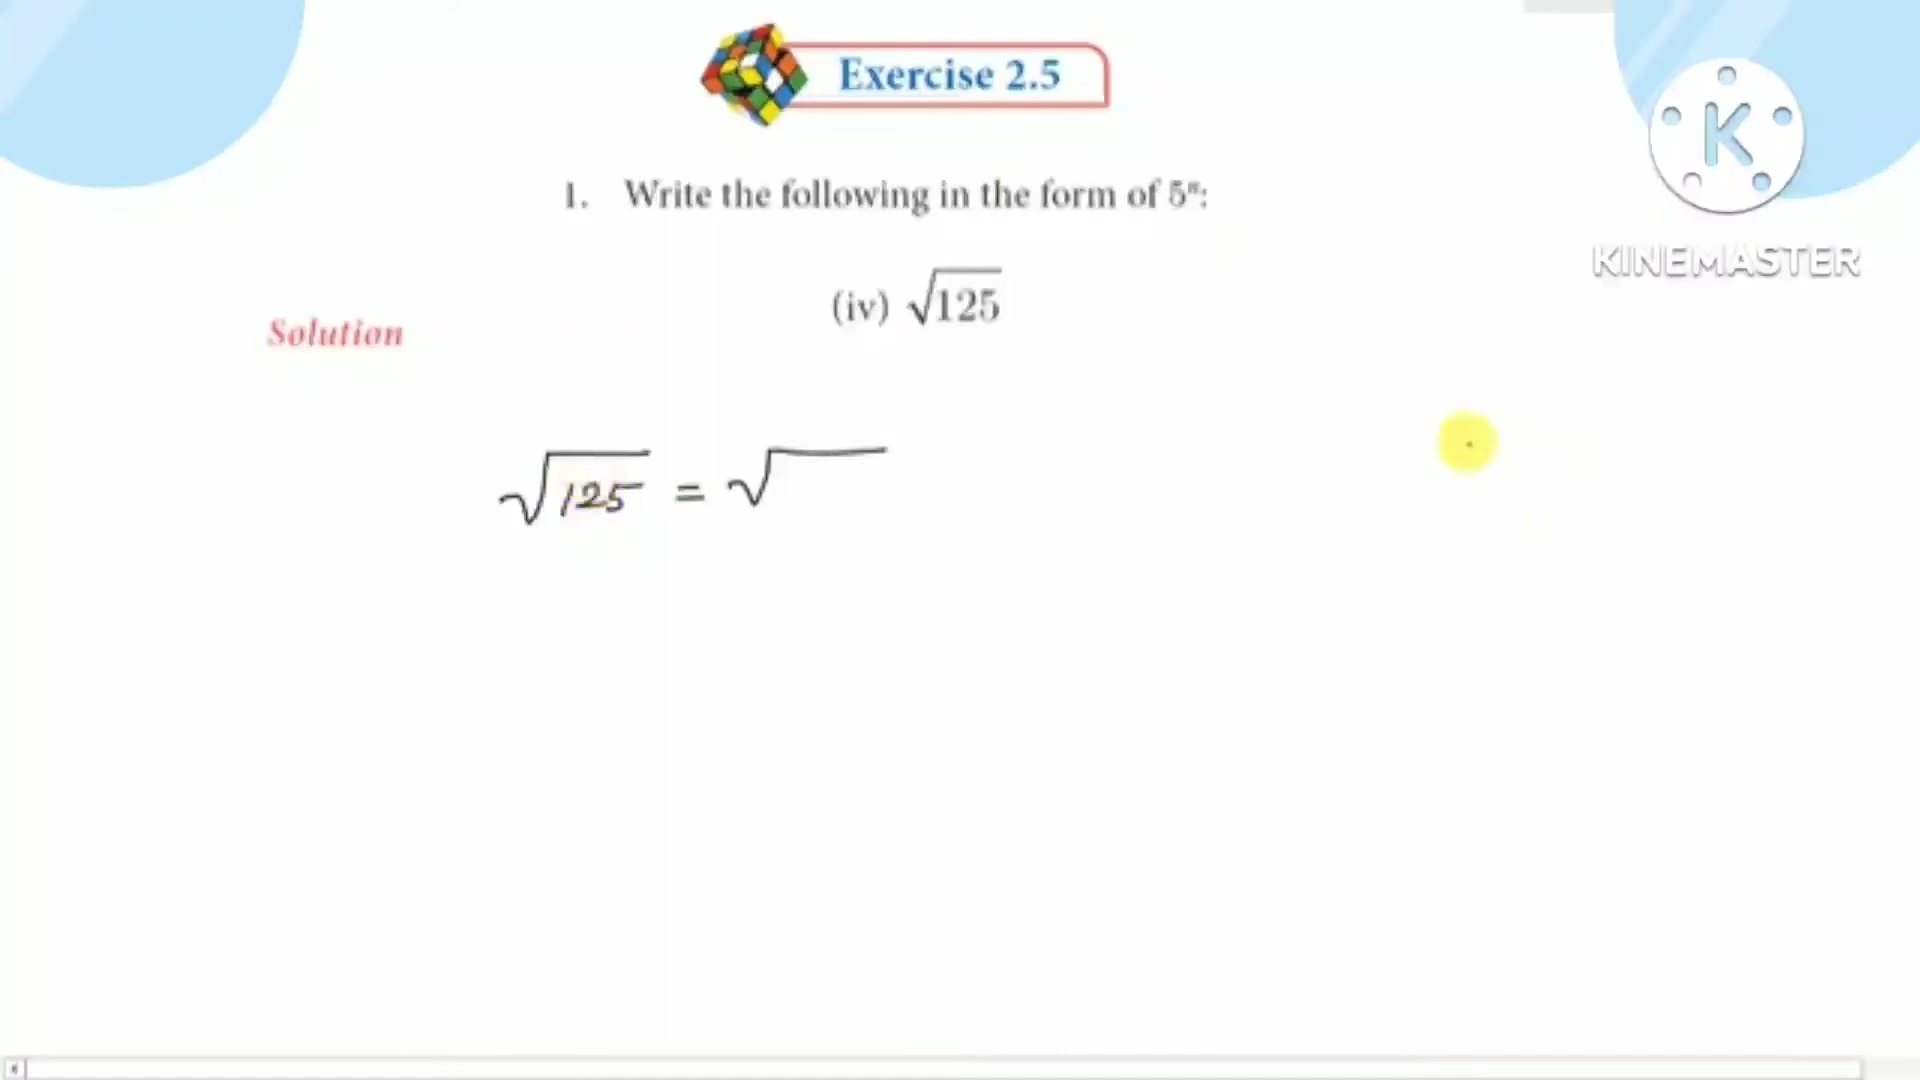 Exercise 2.5
K
KINEMASTER
1. Write the following in the form of 5ⁿ:
(iv) √125
Solution
√125 = √